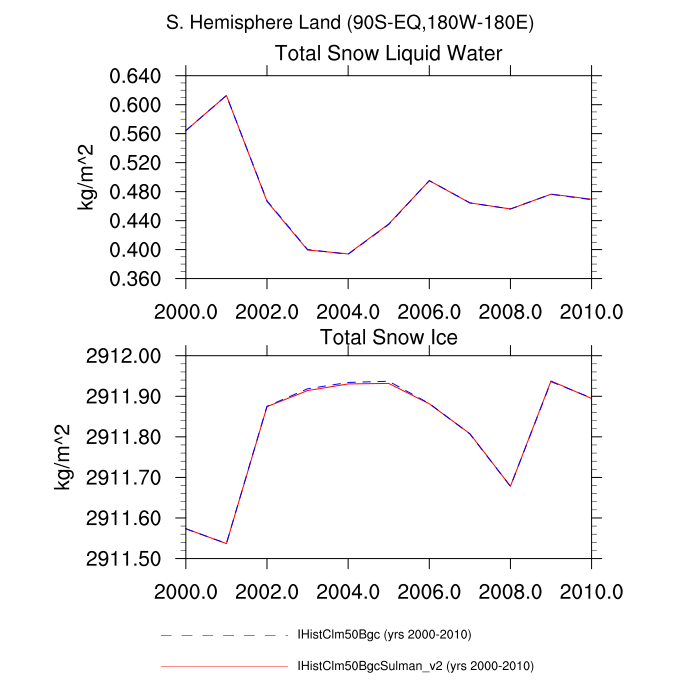 S. Hemisphere Land (90S-EQ,180W-180E)
Total Snow Liquid Water
0.640
0.600
0.560
0.520
0.480
0.440
0.400
0.360
kg/m^2
2000.0 2002.0 2004.0 2006.0 2008.0 2010.0
Total Snow Ice
2912.00
2911.90
2911.80
2911.70
2911.60
2911.50
kg/m^2
2000.0 2002.0 2004.0 2006.0 2008.0 2010.0
IHistClm50Bgc (yrs 2000-2010)
IHistClm50BgcSulman_v2 (yrs 2000-2010)